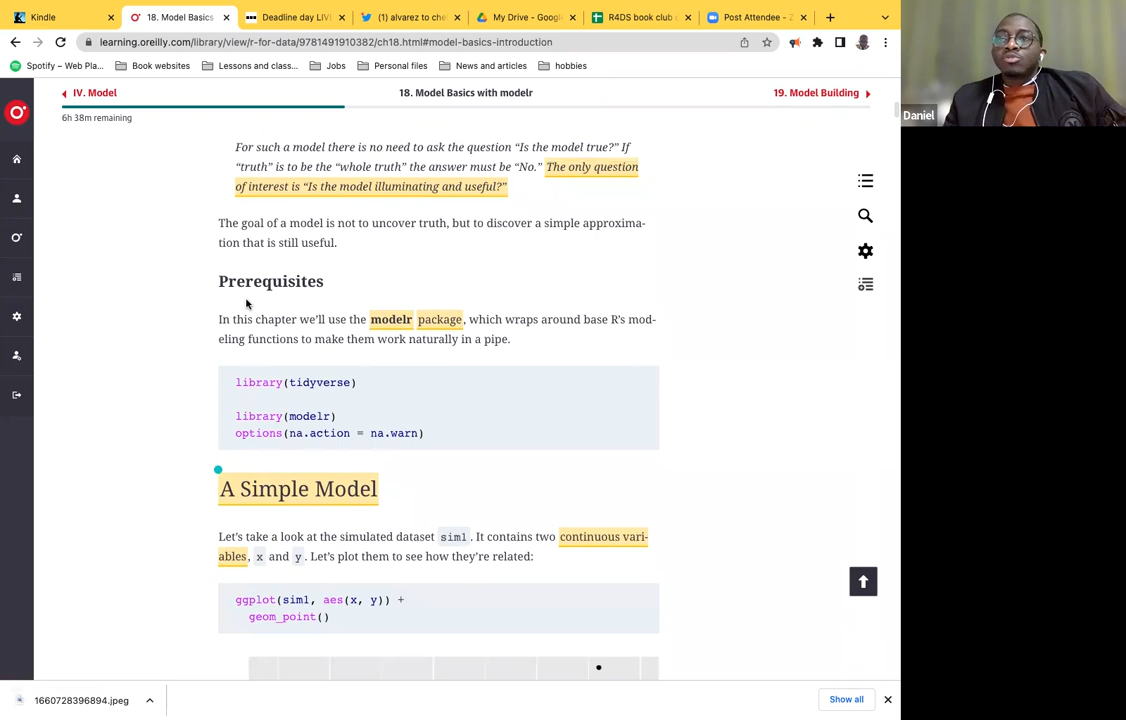 Kindle
18. Model Basics
Deadline day LIV
(1) alvarez to che
My Drive - Google
R4DS book club
Post Attendee - Z
learning.oreilly.com/library/view/r-for-data/9781491910382/ch18.html#model-basics-introduction
Spotify – Web Pla...
Book websites
Lessons and class...
Jobs
Personal files
News and articles
hobbies
IV. Model
18. Model Basics with modelr
19. Model Building
6h 38m remaining
Daniel
For such a model there is no need to ask the question “Is the model true?” If
“truth” is to be the “whole truth” the answer must be “No.” The only question
of interest is “Is the model illuminating and useful?”
The goal of a model is not to uncover truth, but to discover a simple approxima-
tion that is still useful.
Prerequisites
In this chapter we’ll use the modelr package, which wraps around base R’s mod-
eling functions to make them work naturally in a pipe.
library(tidyverse)
library(modelr)
options(na.action = na.warn)
A Simple Model
Let’s take a look at the simulated dataset sim1. It contains two continuous vari-
ables, x and y. Let’s plot them to see how they’re related:
ggplot(sim1, aes(x, y)) +
geom_point()
1660728396894.jpeg
Show all